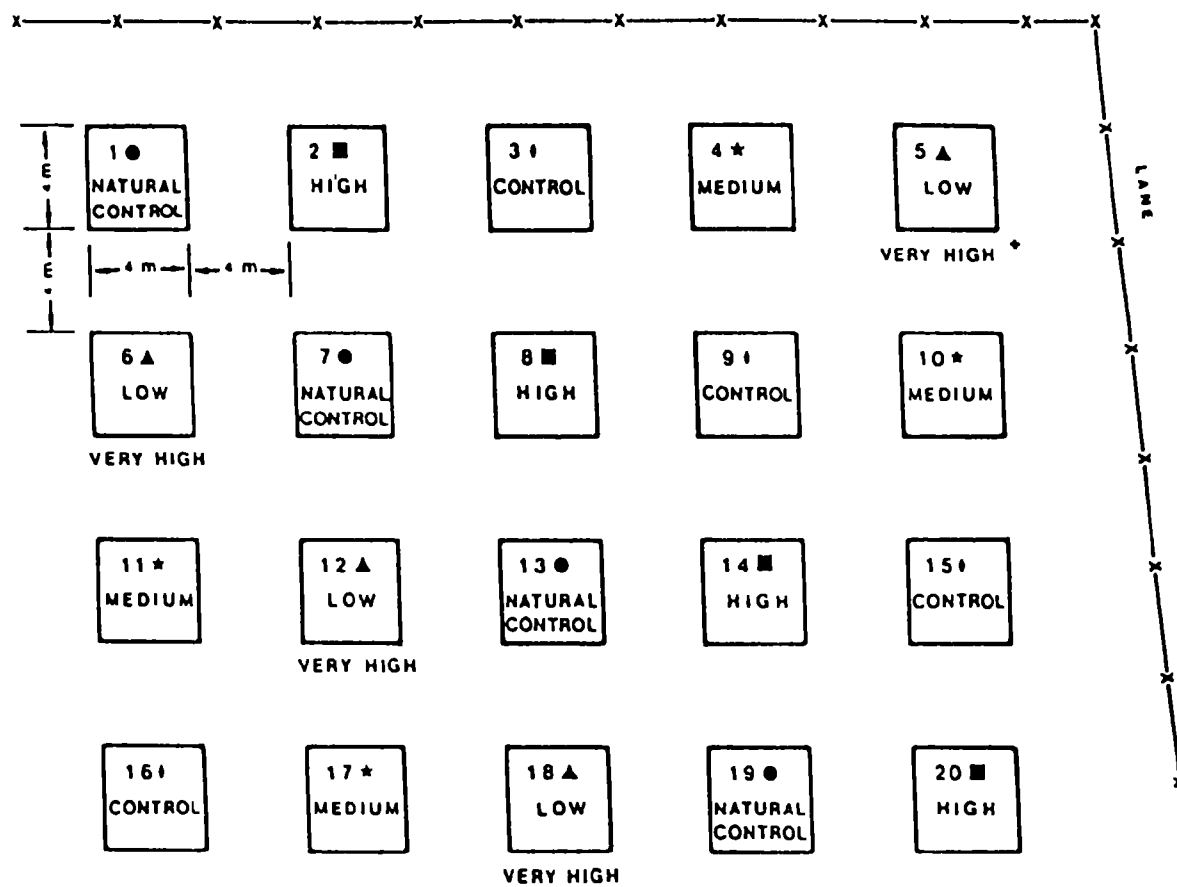 1 ● NATURAL CONTROL
2 ■ HIGH
3 ⬧ CONTROL
4 ★ MEDIUM
5 ▲ LOW
VERY HIGH +
4 m
4 m
4 m
4 m
LANE
6 ▲ LOW
VERY HIGH
7 ● NATURAL CONTROL
8 ■ HIGH
9 ⬧ CONTROL
10 ★ MEDIUM
11 ★ MEDIUM
12 ▲ LOW
VERY HIGH
13 ● NATURAL CONTROL
14 ■ HIGH
15 ⬧ CONTROL
16 ⬧ CONTROL
17 ★ MEDIUM
18 ▲ LOW
VERY HIGH
19 ● NATURAL CONTROL
20 ■ HIGH